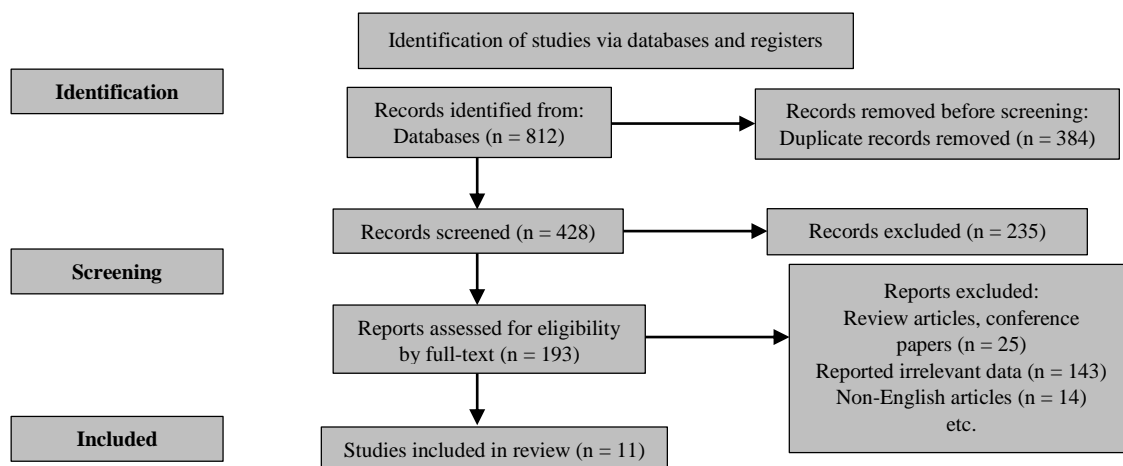 Identification of studies via databases and registers
Identification
Records identified from:
Databases (n = 812)
Records removed before screening:
Duplicate records removed (n = 384)
Screening
Records screened (n = 428)
Records excluded (n = 235)
Reports assessed for eligibility
by full-text (n = 193)
Reports excluded:
Review articles, conference
papers (n = 25)
Reported irrelevant data (n = 143)
Non-English articles (n = 14)
etc.
Included
Studies included in review (n = 11)